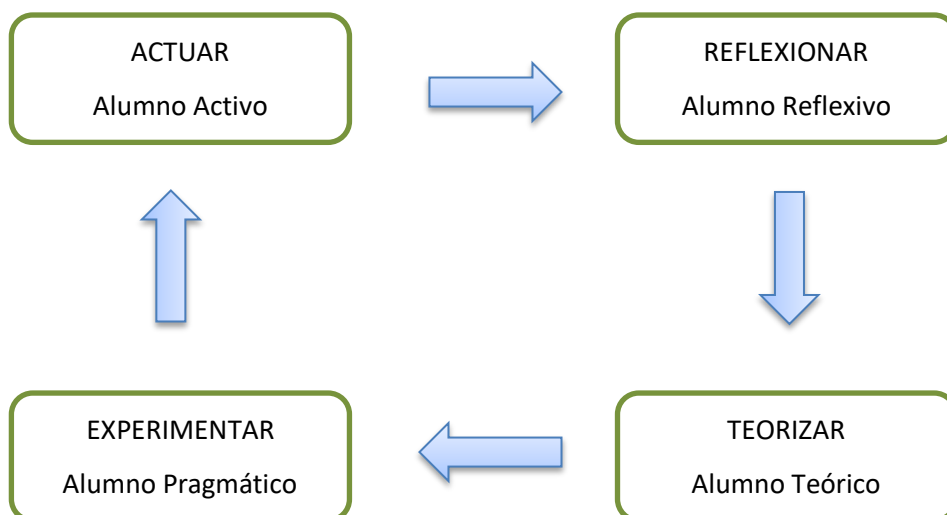 ACTUAR
Alumno Activo
REFLEXIONAR
Alumno Reflexivo
EXPERIMENTAR
Alumno Pragmático
TEORIZAR
Alumno Teórico